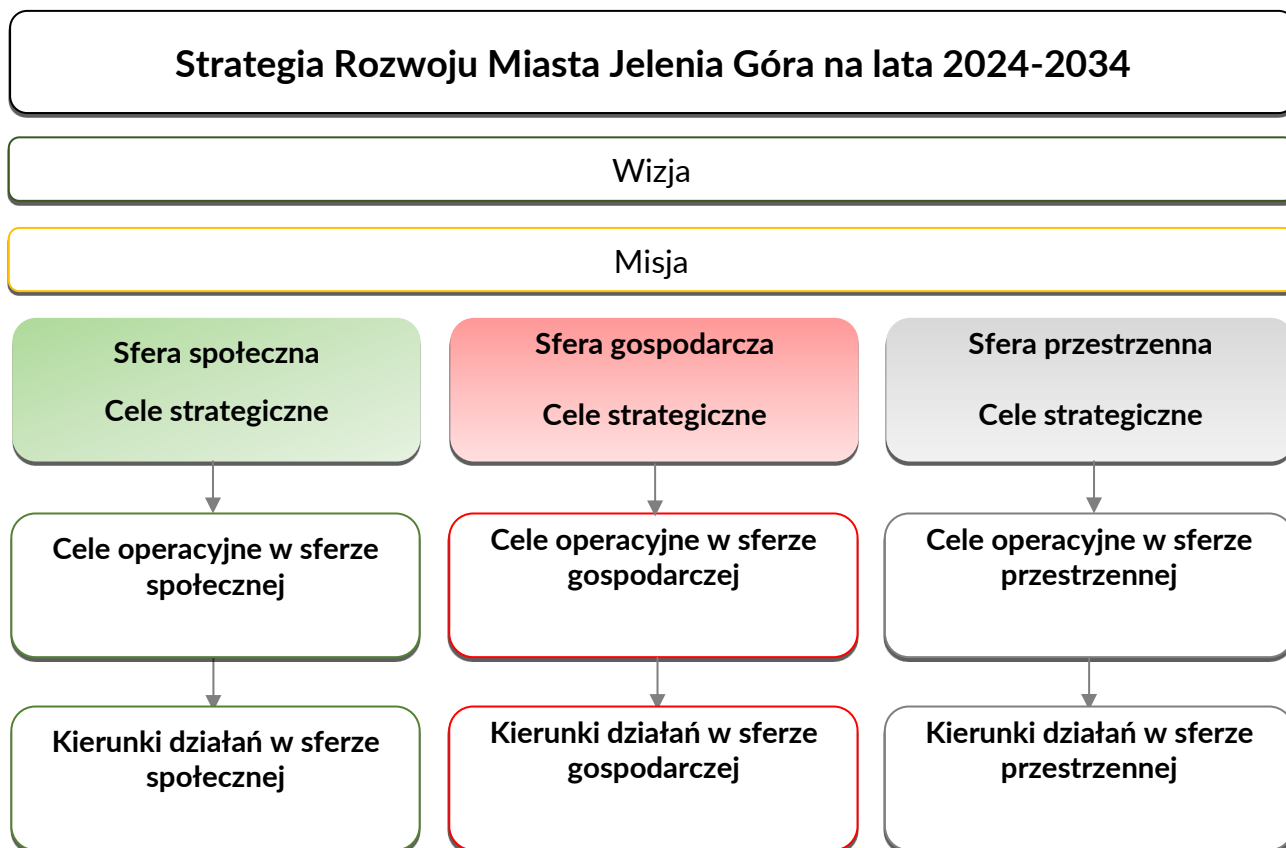 Strategia Rozwoju Miasta Jelenia Góra na lata 2024-2034
Wizja
Misja
Sfera społeczna
Cele strategiczne
Sfera gospodarcza
Cele strategiczne
Sfera przestrzenna
Cele strategiczne
Cele operacyjne w sferze
społecznej
Cele operacyjne w sferze
gospodarczej
Cele operacyjne w sferze
przestrzennej
Kierunki działań w sferze
społecznej
Kierunki działań w sferze
gospodarczej
Kierunki działań w sferze
przestrzennej